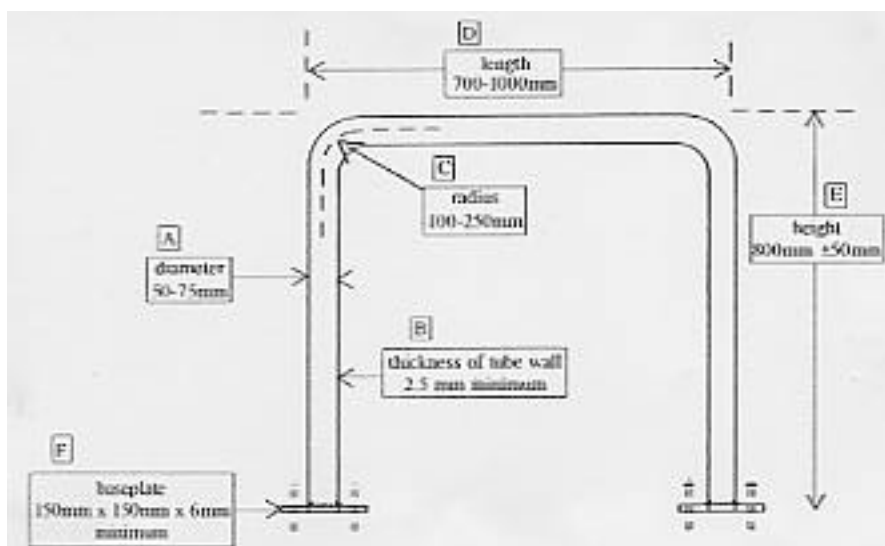 D
length
700-1000mm
C
radius
100-250mm
E
height
800mm ±50mm
A
diameter
50-75mm
B
thickness of tube wall
2.5 mm minimum
F
baseplate
150mm x 150mm x 6mm
minimum